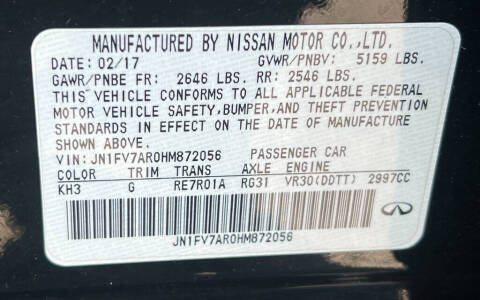 MANUFACTURED BY NISSAN MOTOR CO.,LTD.
DATE: 02/17 GVWR/PNBV: 5159 LBS.
GAWR/PNBE FR: 2646 LBS. RR: 2546 LBS.
THIS VEHICLE CONFORMS TO ALL APPLICABLE FEDERAL
MOTOR VEHICLE SAFETY, BUMPER, AND THEFT PREVENTION
STANDARDS IN EFFECT ON THE DATE OF MANUFACTURE
SHOWN ABOVE.
VIN: JN1FV7AR0HM872056 PASSENGER CAR
COLOR TRIM TRANS AXLE ENGINE
KH3 G RE7R01A RG31 VR30(DDTT) 2997CC
JN1FV7AR0HM872056